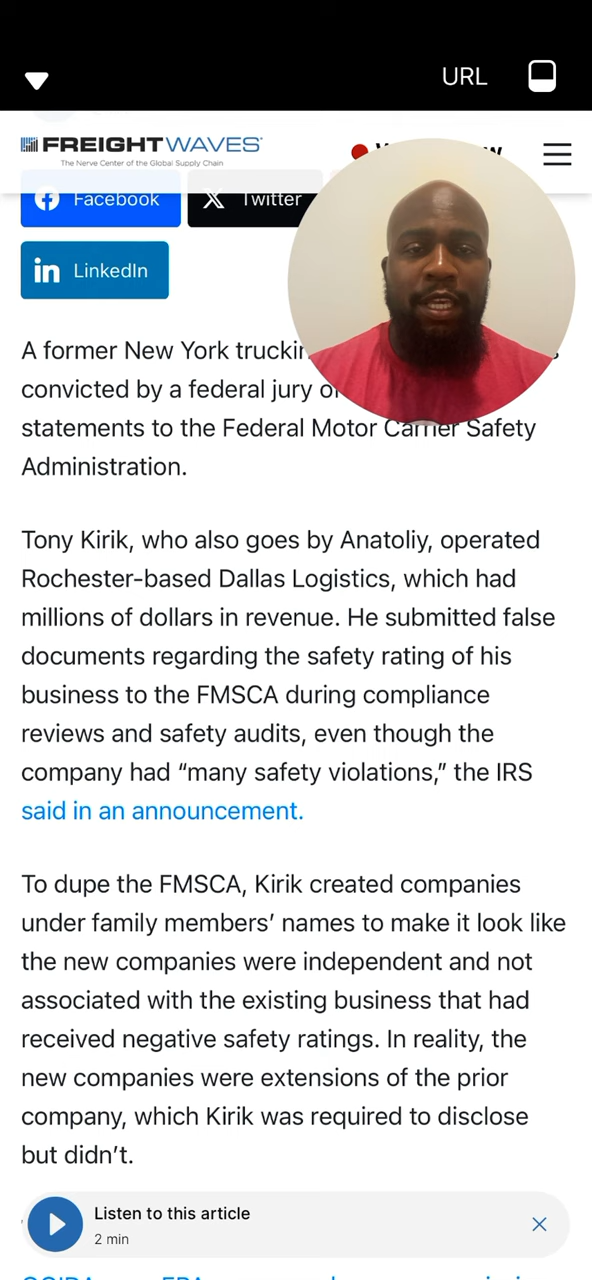 URL
FREIGHTWAVES
The Nerve Center of the Global Supply Chain
Facebook
Twitter
LinkedIn
A former New York
convicted by a federal jury
statements to the Federal Motor Carrier Safety
Administration.
Tony Kirik, who also goes by Anatoliy, operated
Rochester-based Dallas Logistics, which had
millions of dollars in revenue. He submitted false
documents regarding the safety rating of his
business to the FMSCA during compliance
reviews and safety audits, even though the
company had “many safety violations,” the IRS
said in an announcement.
To dupe the FMSCA, Kirik created companies
under family members’ names to make it look like
the new companies were independent and not
associated with the existing business that had
received negative safety ratings. In reality, the
new companies were extensions of the prior
company, which Kirik was required to disclose
but didn’t.
Listen to this article
2 min